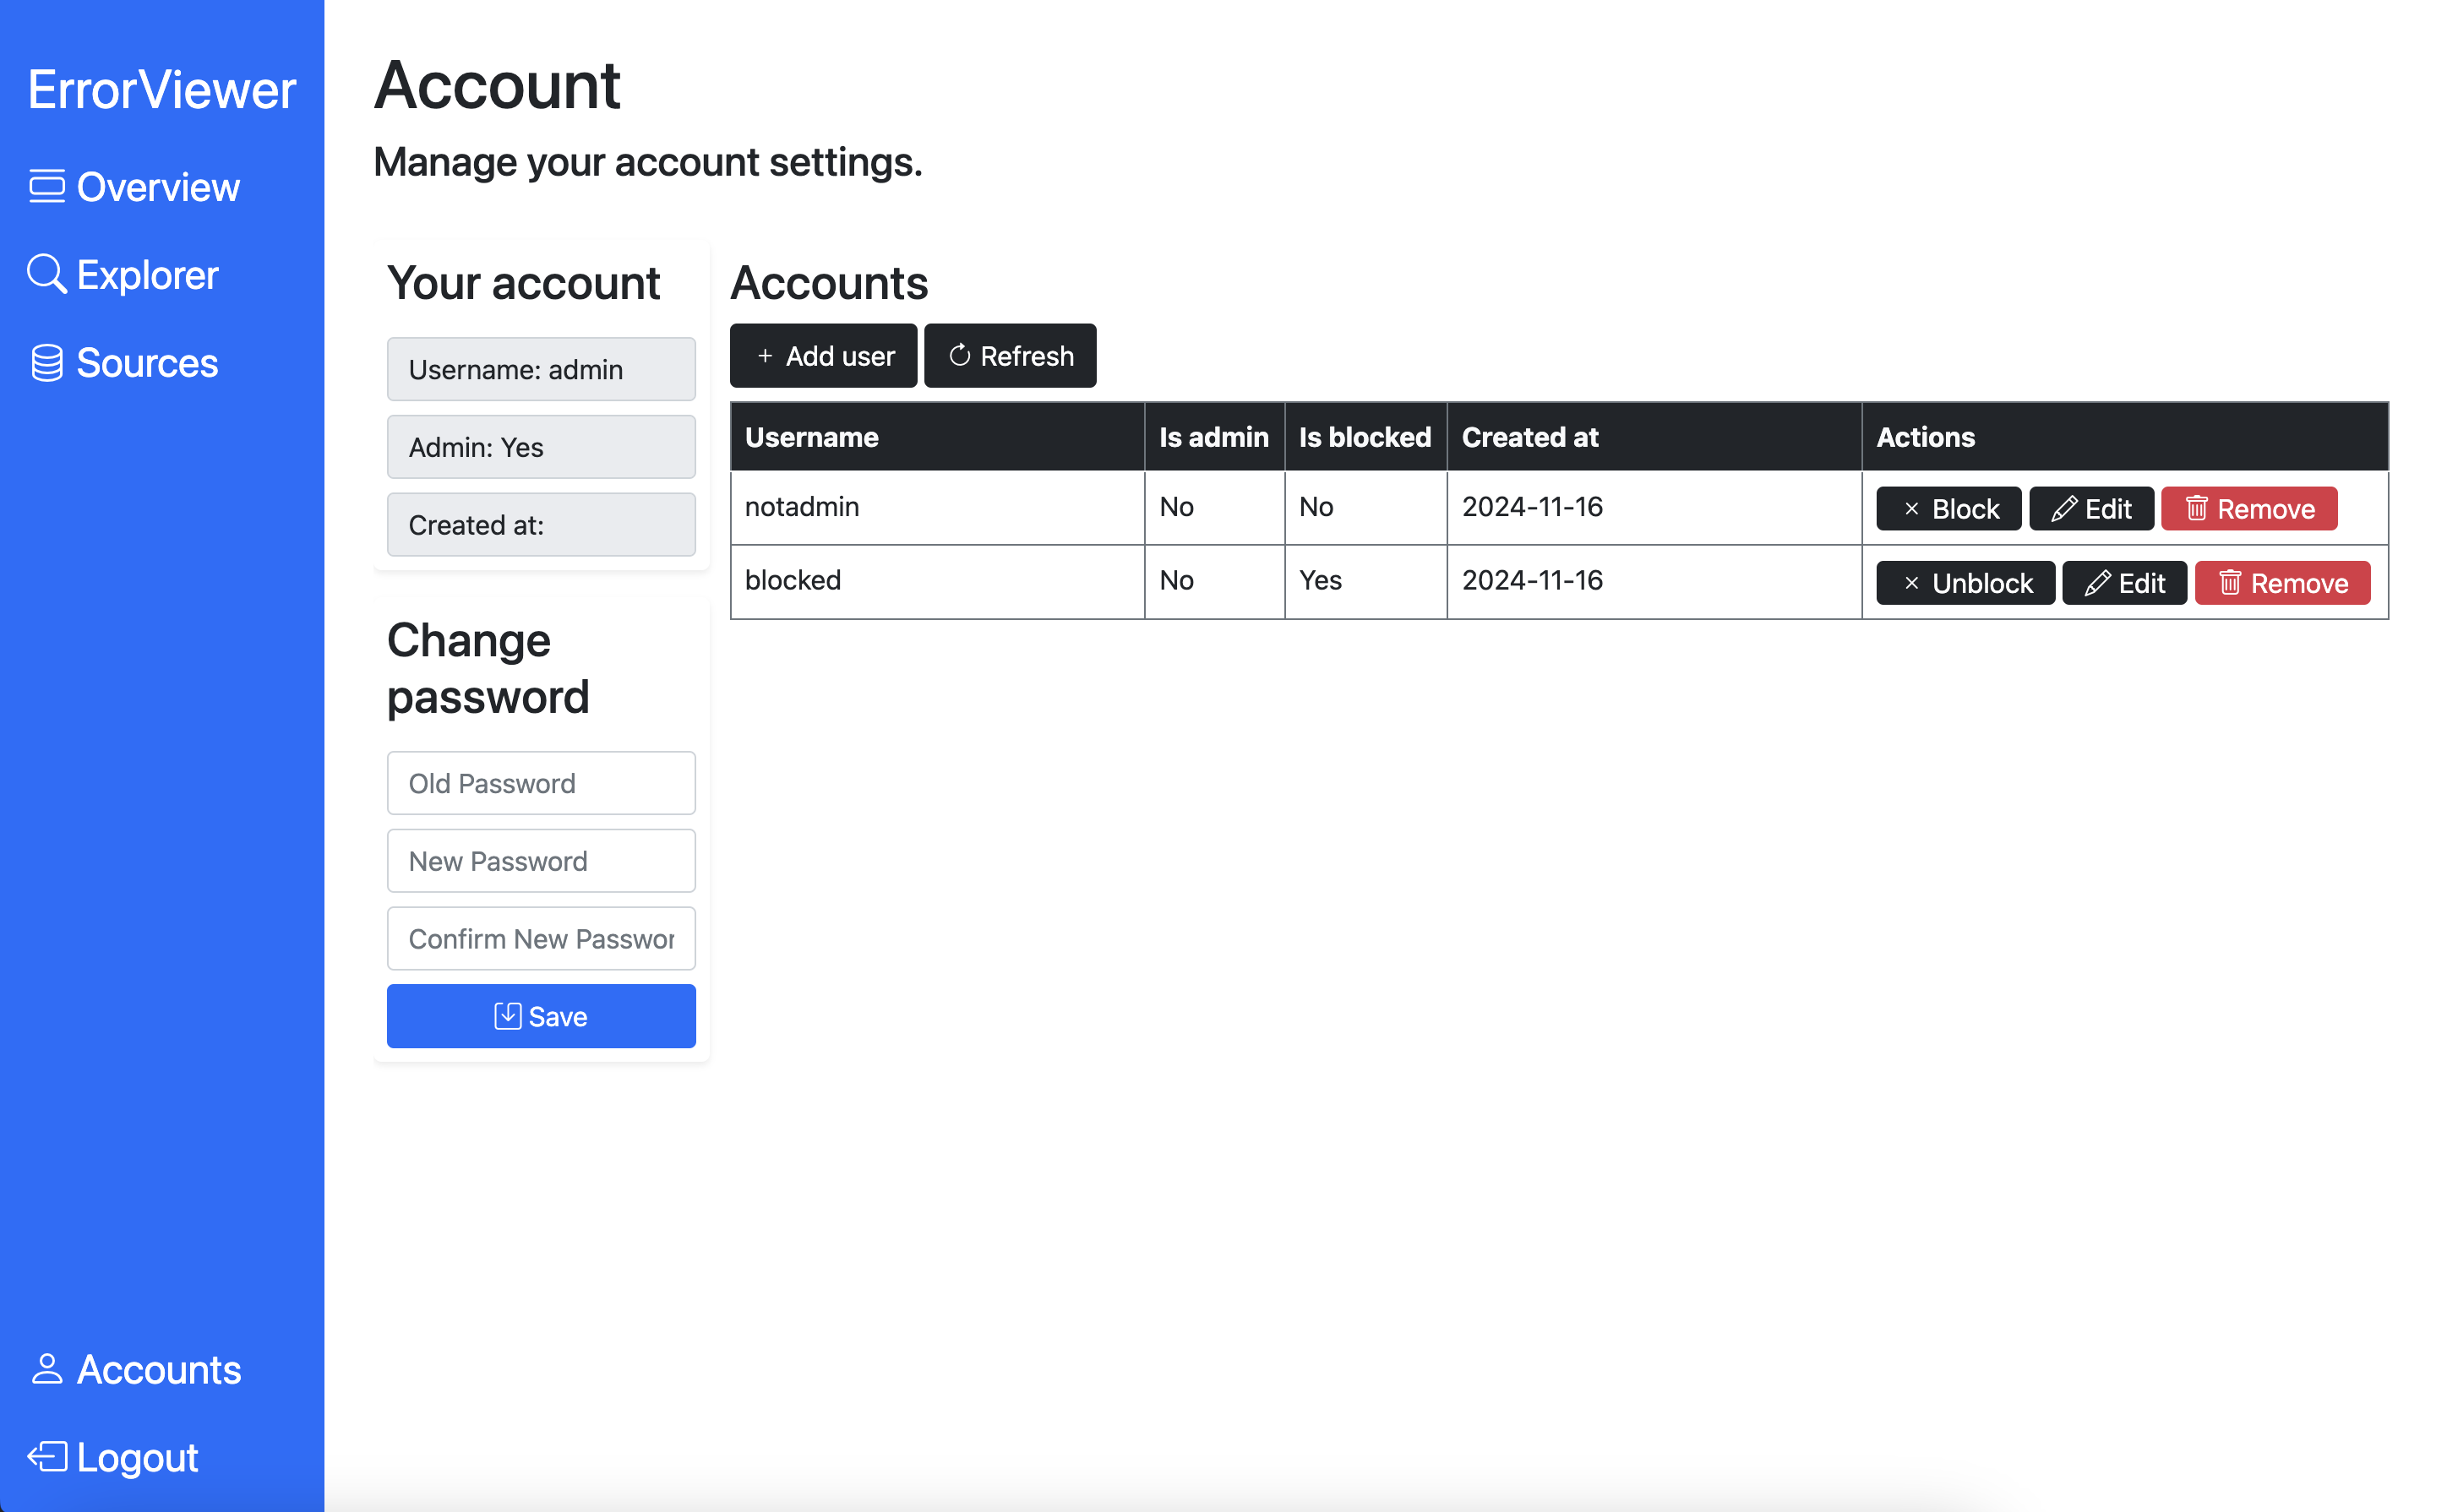 ErrorViewer
Overview
Explorer
Sources
Accounts
Logout
Account
Manage your account settings.
Your account
Username: admin
Admin: Yes
Created at:
Change
password
Old Password
New Password
Confirm New Passwor
Save
Accounts
+ Add user Refresh
Username Is admin Is blocked Created at Actions
notadmin No No 2024-11-16 × Block Edit Remove
blocked No Yes 2024-11-16 × Unblock Edit Remove